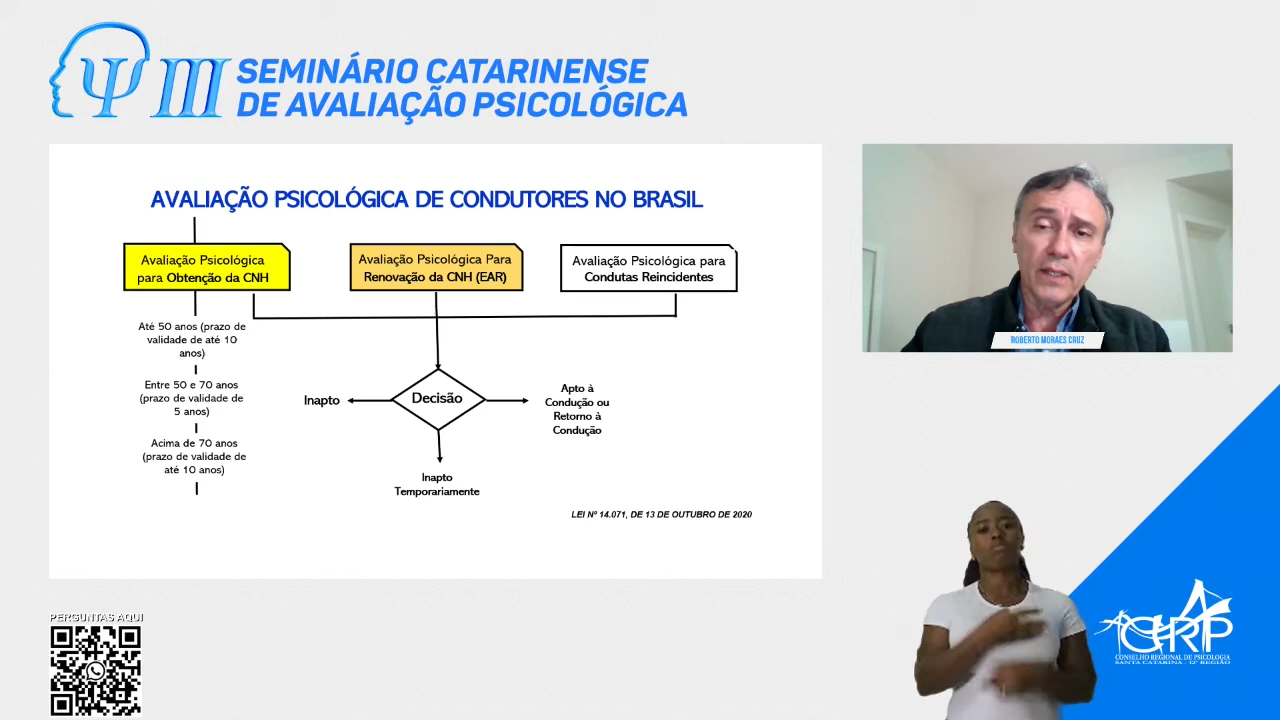 Ψ III SEMINÁRIO CATARINENSE
DE AVALIAÇÃO PSICOLÓGICA
AVALIAÇÃO PSICOLÓGICA DE CONDUTORES NO BRASIL
Avaliação Psicológica
para Obtenção da CNH
Avaliação Psicológica Para
Renovação da CNH (EAR)
Avaliação Psicológica para
Condutas Reincidentes
Até 50 anos (prazo de
validade de até 10
anos)
Entre 50 e 70 anos
(prazo de validade de
5 anos)
Acima de 70 anos
(prazo de validade de
até 10 anos)
Inapto
Decisão
Apto à
Condução ou
Retorno à
Condução
Inapto
Temporariamente
LEI Nº 14.071, DE 13 DE OUTUBRO DE 2020
ROBERTO MORAES CRUZ
PERGUNTAS AQUI
CRP
CONSELHO REGIONAL DE PSICOLOGIA
SANTA CATARINA - 12ª REGIÃO